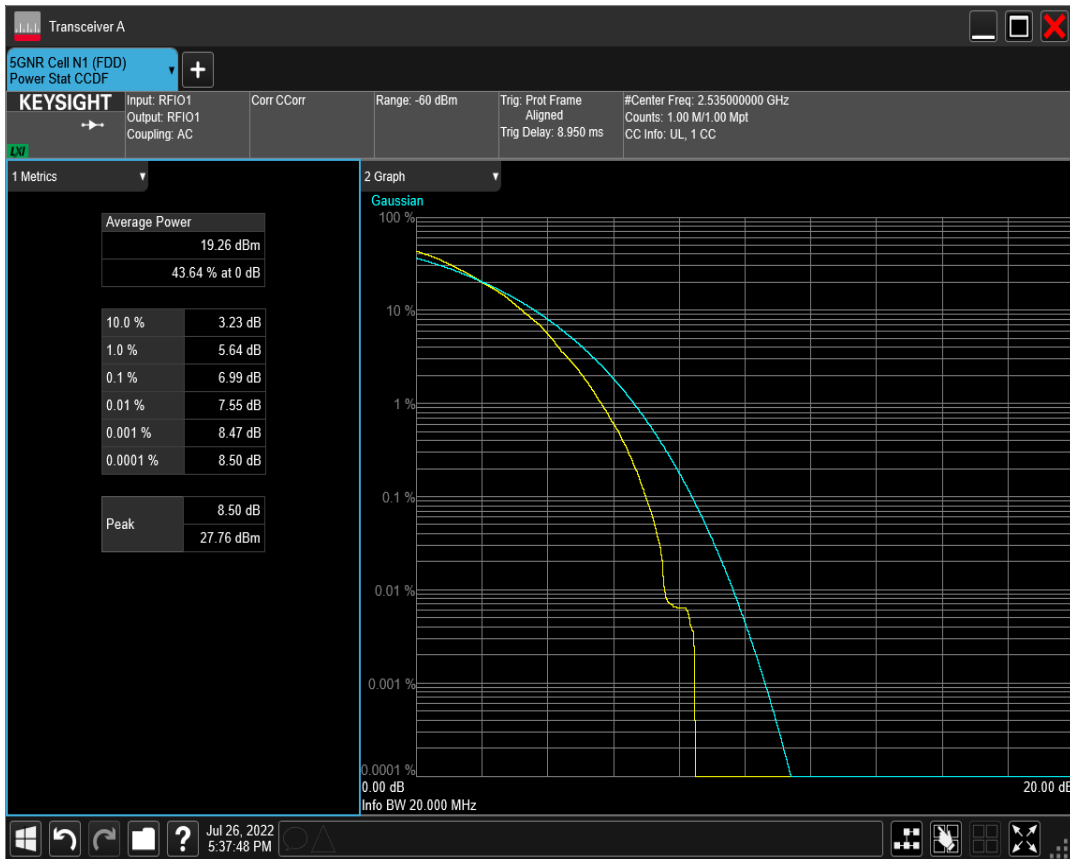 Transceiver A
5GNR Cell N1 (FDD)
Power Stat CCDF
+
KEYSIGHT
LXI
Input: RFIO1
Output: RFIO1
Coupling: AC
Corr CCorr
Range: -60 dBm
Trig: Prot Frame
Aligned
Trig Delay: 8.950 ms
#Center Freq: 2.535000000 GHz
Counts: 1.00 M/1.00 Mpt
CC Info: UL, 1 CC
1 Metrics
Average Power
19.26 dBm
43.64 % at 0 dB
10.0 % 3.23 dB
1.0 % 5.64 dB
0.1 % 6.99 dB
0.01 % 7.55 dB
0.001 % 8.47 dB
0.0001 % 8.50 dB
Peak
8.50 dB
27.76 dBm
2 Graph
Gaussian
100 %
10 %
1 %
0.1 %
0.01 %
0.001 %
0.0001 %
0.00 dB 20.00 dB
Info BW 20.000 MHz
?
Jul 26, 2022
5:37:48 PM